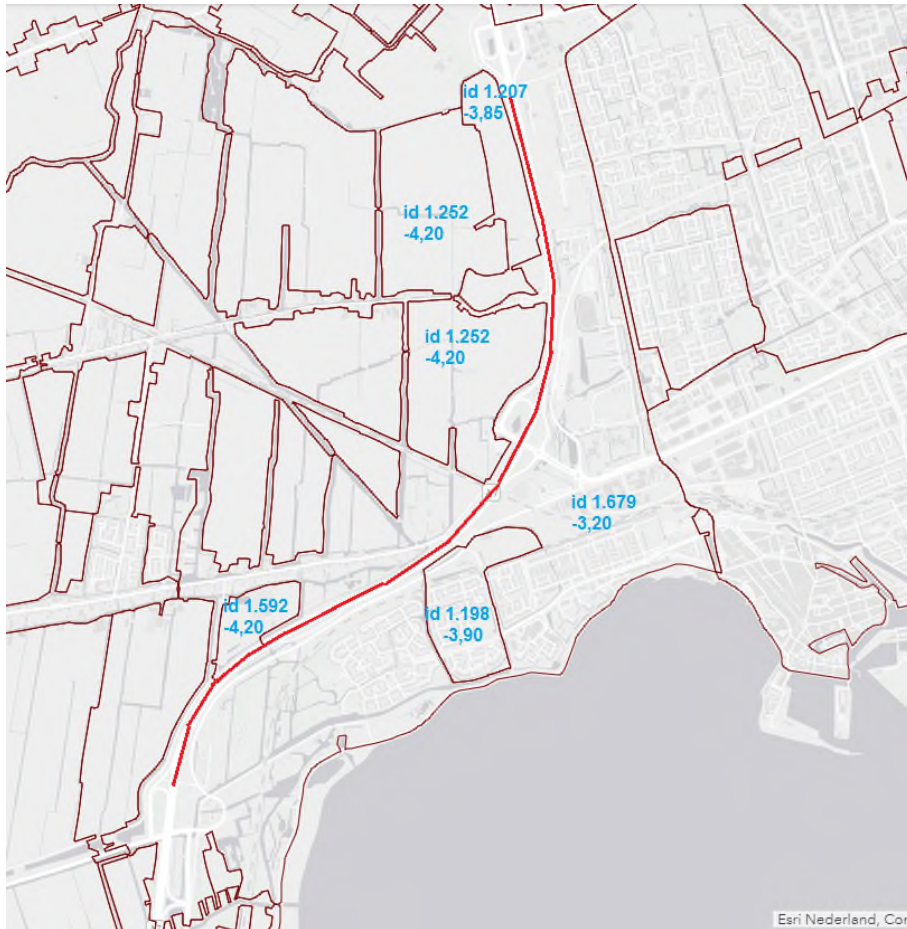 id 1.207
-3,85
id 1.252
-4,20
id 1.252
-4,20
id 1.679
-3,20
id 1.592
-4,20
id 1.198
-3,90
Esri Nederland, Cor